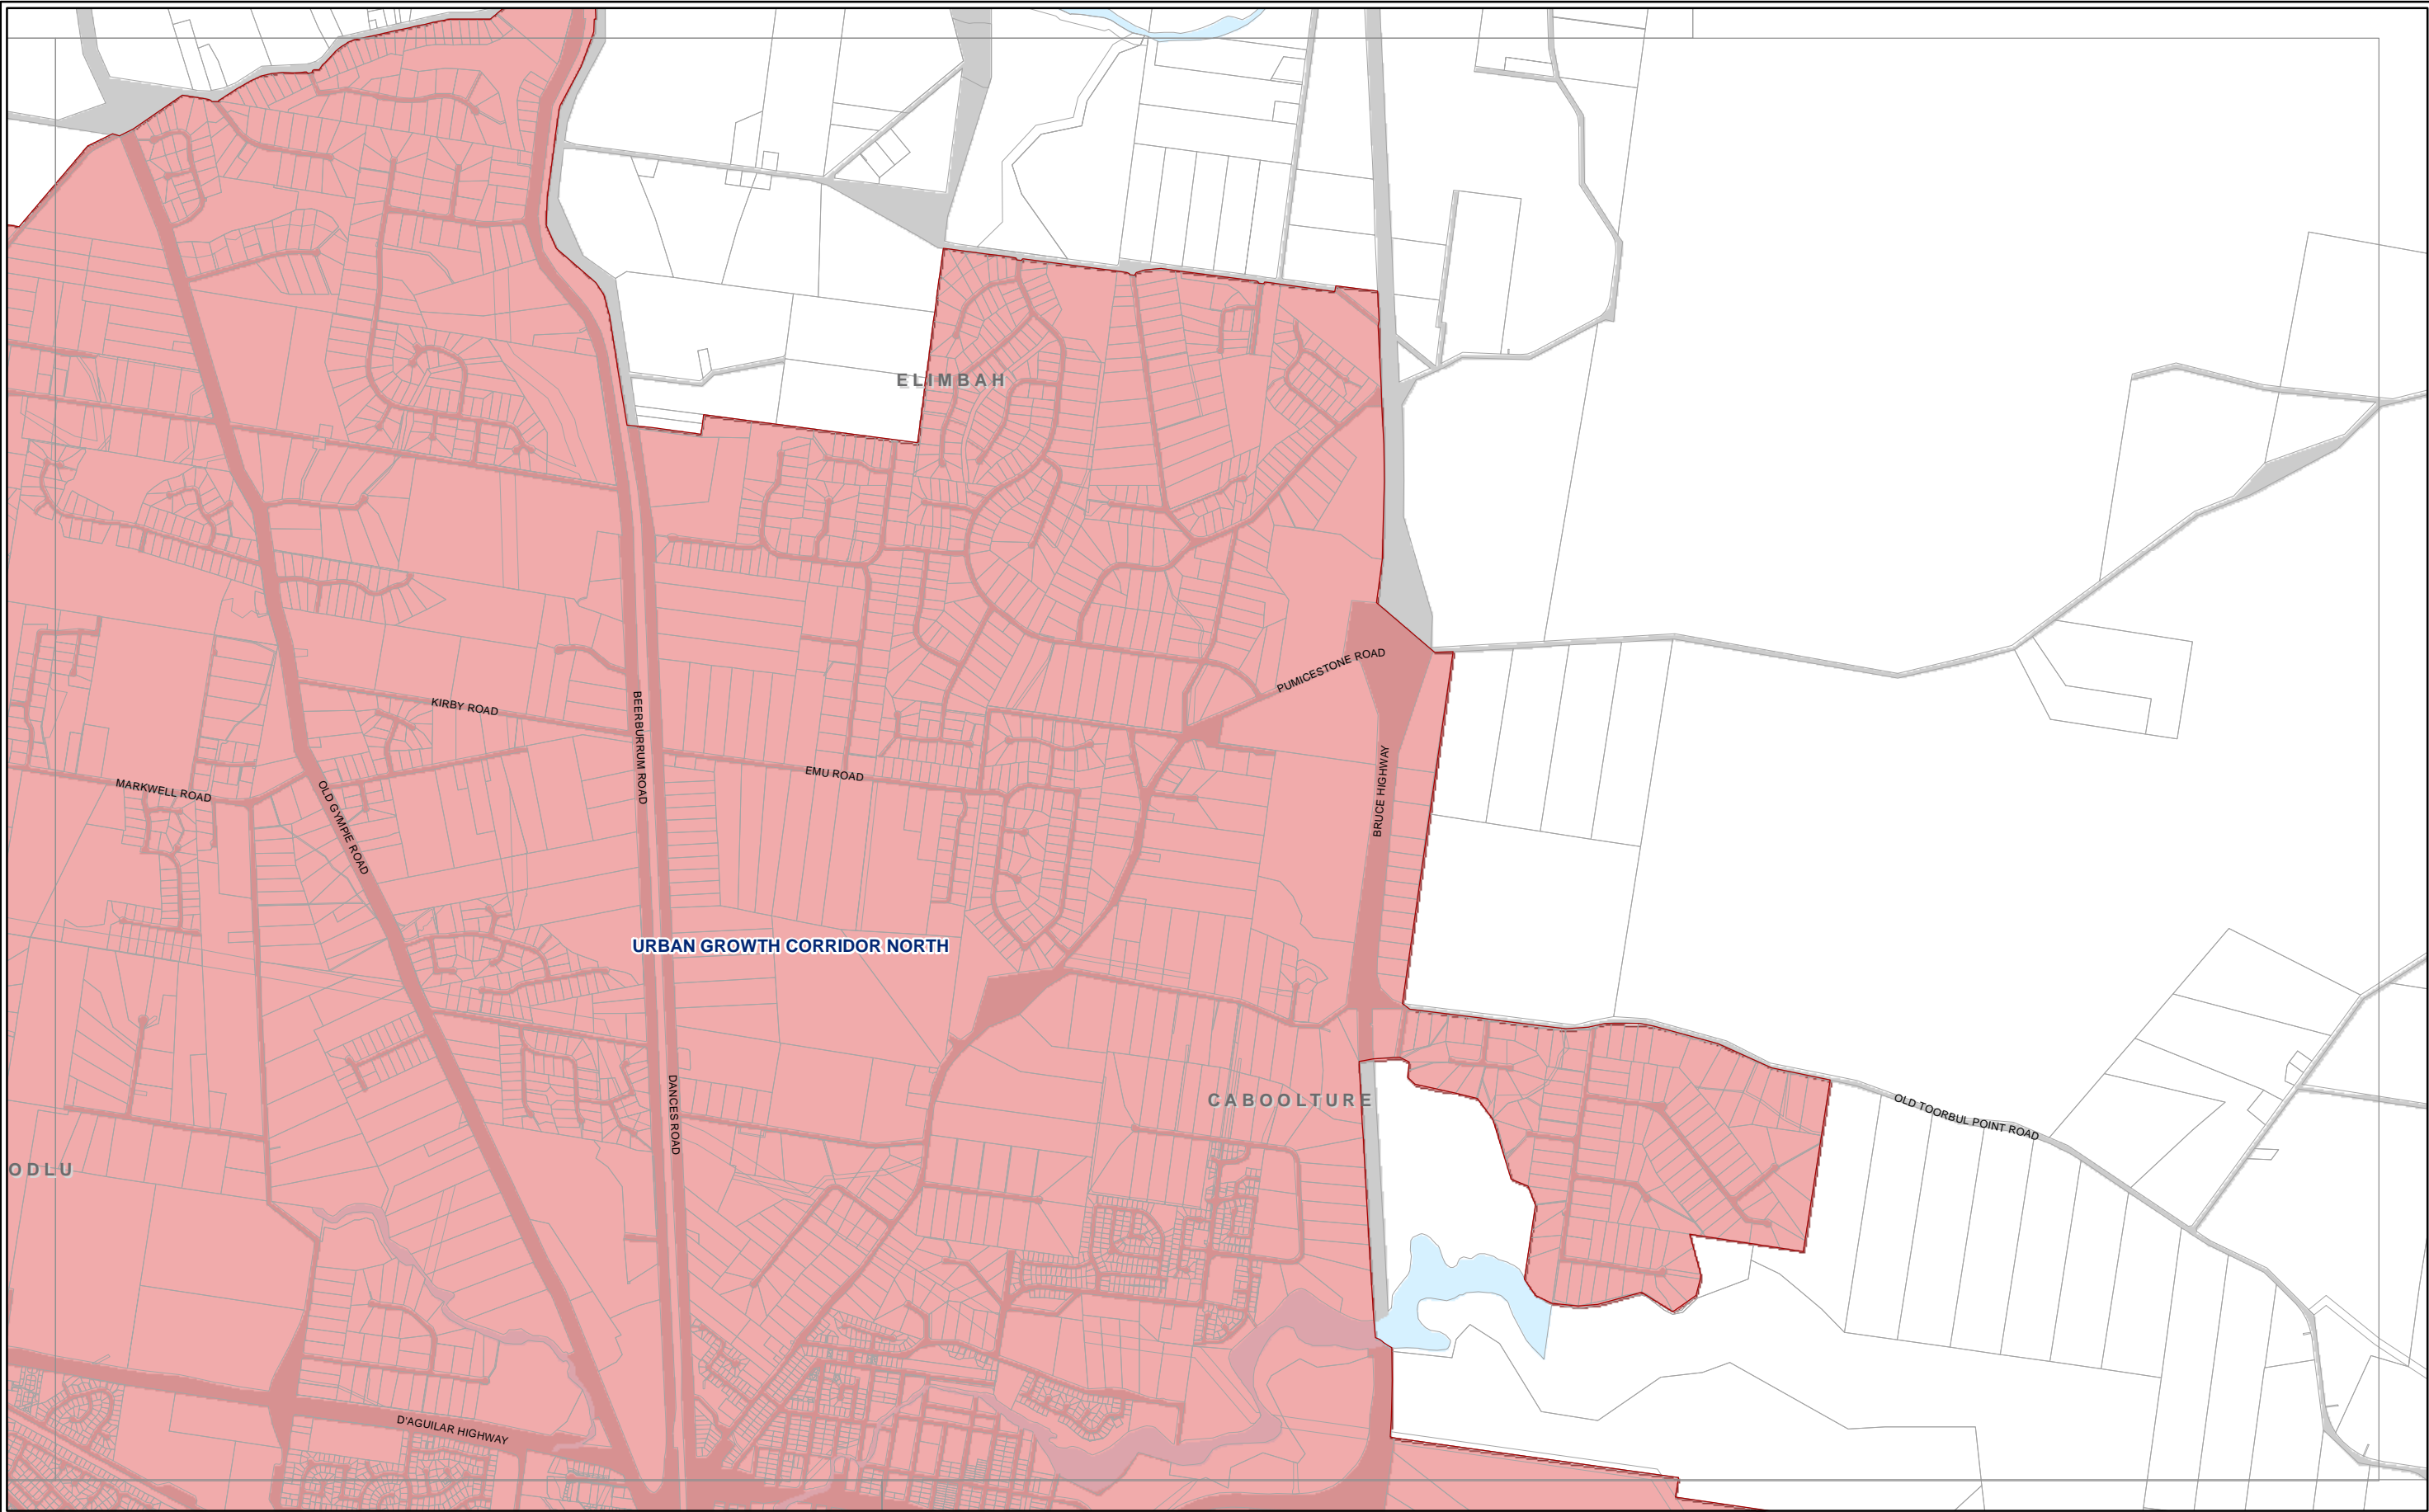 ELIMBAH
PUMICESTONE ROAD
KIRBY ROAD
BEERBURRUM ROAD
EMU ROAD
MARKWELL ROAD
OLD GYMPIE ROAD
BRUCE HIGHWAY
URBAN GROWTH CORRIDOR NORTH
DANCES ROAD
CABOOLTURE
OLD TOORBUL POINT ROAD
ODLU
D'AGUILAR HIGHWAY